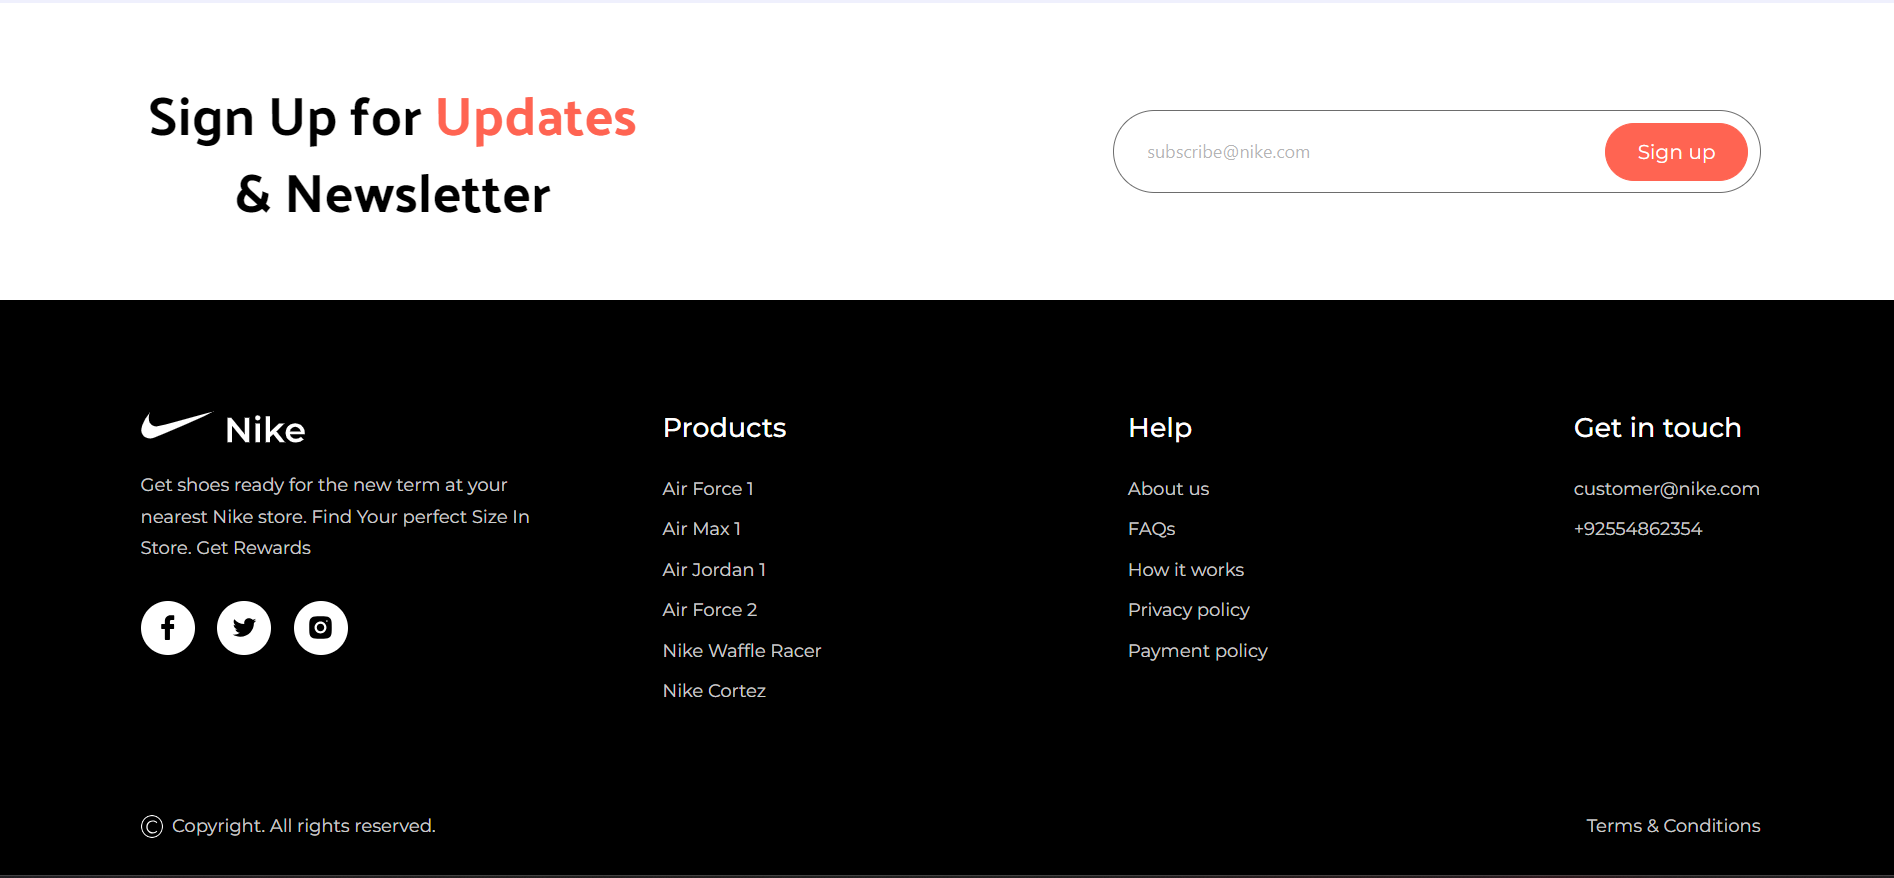 Sign Up for Updates
& Newsletter
subscribe@nike.com
Sign up
Nike
Get shoes ready for the new term at your
nearest Nike store. Find Your perfect Size In
Store. Get Rewards
Products
Air Force 1
Air Max 1
Air Jordan 1
Air Force 2
Nike Waffle Racer
Nike Cortez
Help
About us
FAQs
How it works
Privacy policy
Payment policy
Get in touch
customer@nike.com
+92554862354
© Copyright. All rights reserved.
Terms & Conditions